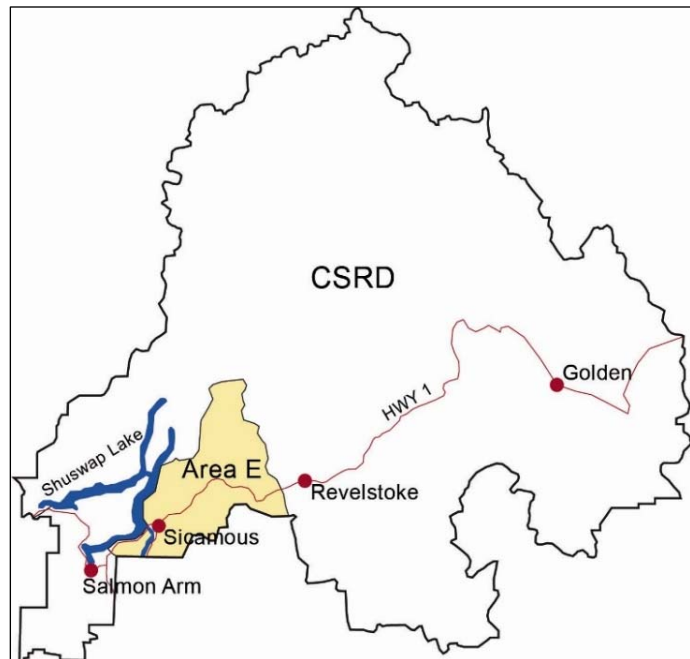 CSRD
Golden
HWY 1
Shuswap Lake
Area E
Revelstoke
Sicamous
Salmon Arm